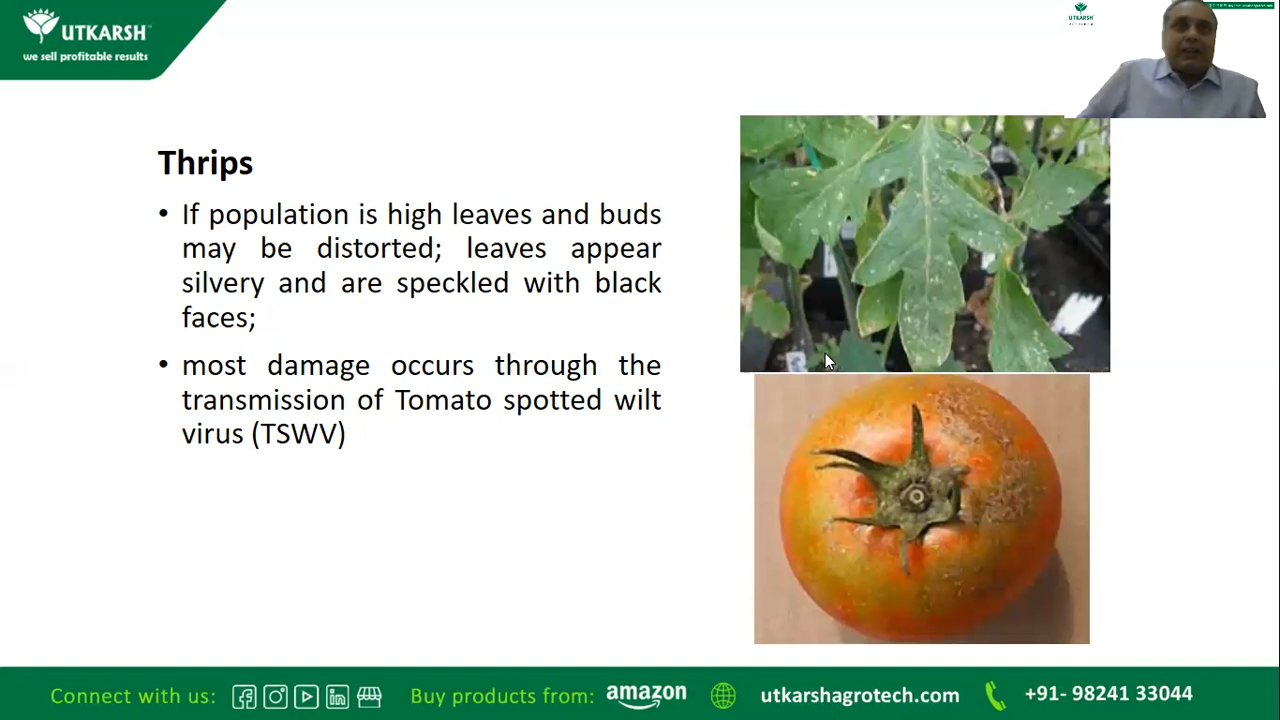 UTKARSH
we sell profitable results
UTKARSH
Thrips
• If population is high leaves and buds
may be distorted; leaves appear
silvery and are speckled with black
faces;
• most damage occurs through the
transmission of Tomato spotted wilt
virus (TSWV)
Connect with us:
Buy products from: amazon
utkarshagrotech.com
+91- 98241 33044